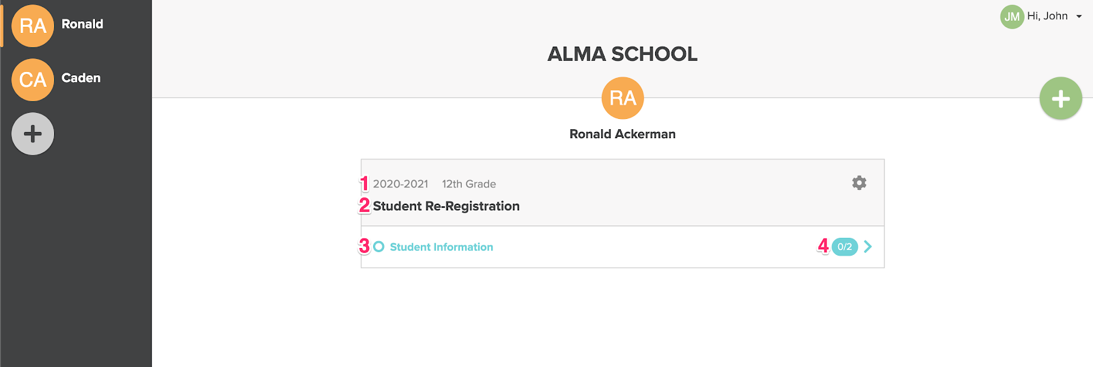 RA Ronald
CA Caden
JM Hi, John
ALMA SCHOOL
RA
Ronald Ackerman
1 2020-2021 12th Grade
2 Student Re-Registration
3 Student Information 4 0/2